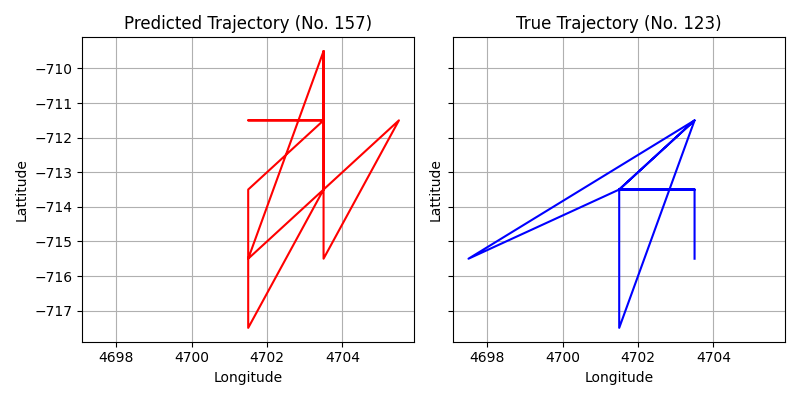 Predicted Trajectory (No. 157)
True Trajectory (No. 123)
−710
−711
−712
−713
−714
−715
−716
−717
Lattitude
Lattitude
4698 4700 4702 4704
4698 4700 4702 4704
Longitude
Longitude